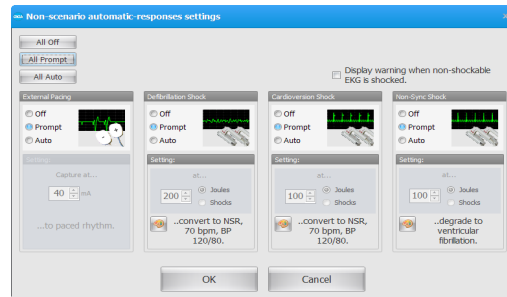 Non-scenario automatic-responses settings
All Off
All Prompt
All Auto
Display warning when non-shockable
EKG is shocked.
External Pacing
Off
Prompt
Auto
Setting:
Capture at...
40 mA
...to paced rhythm.
Defibrillation Shock
Off
Prompt
Auto
Setting:
at...
200
Joules
Shocks
..convert to NSR,
70 bpm, BP
120/80.
Cardioversion Shock
Off
Prompt
Auto
Setting:
at...
100
Joules
Shocks
..convert to NSR,
70 bpm, BP
120/80.
Non-Sync Shock
Off
Prompt
Auto
Setting:
at...
100
Joules
Shocks
..degrade to
ventricular
fibrillation.
OK
Cancel